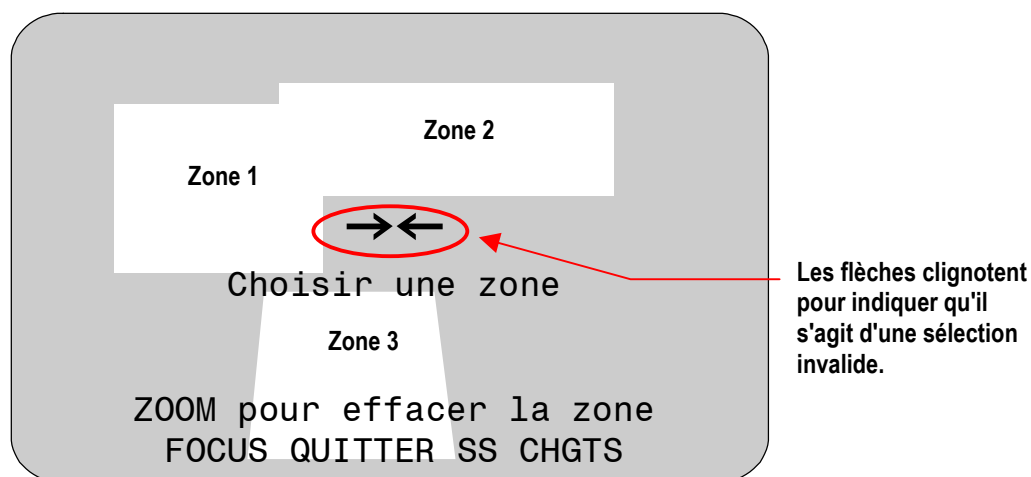 Zone 2
Zone 1
Choisir une zone
Zone 3
ZOOM pour effacer la zone
FOCUS QUITTER SS CHGTS
Les flèches clignotent
pour indiquer qu'il
s'agit d'une sélection
invalide.